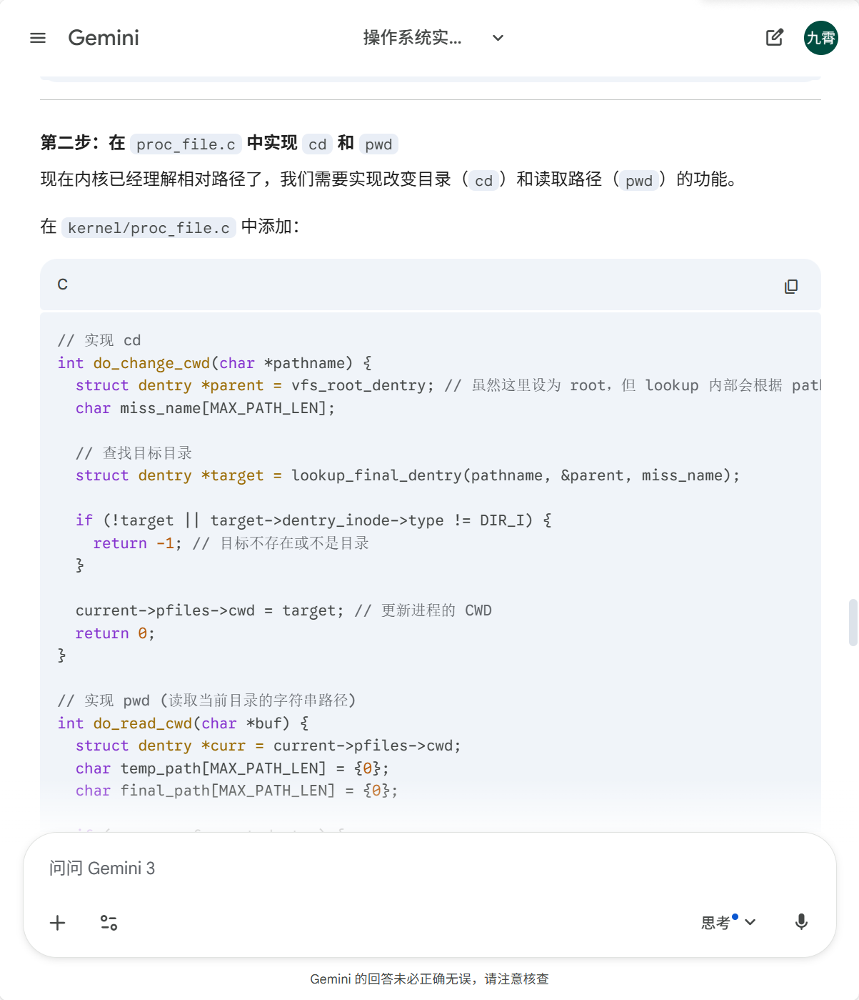 Gemini
操作系统实...
九霄
第二步：在 proc_file.c 中实现 cd 和 pwd
现在内核已经理解相对路径了，我们需要实现改变目录（cd）和读取路径（pwd）的功能。
在 kernel/proc_file.c 中添加：
C
// 实现 cd
int do_change_cwd(char *pathname) {
  struct dentry *parent = vfs_root_dentry; // 虽然这里设为 root，但 lookup 内部会根据
  char miss_name[MAX_PATH_LEN];
  // 查找目标目录
  struct dentry *target = lookup_final_dentry(pathname, &parent, miss_name);
  if (!target || target->dentry_inode->type != DIR_I) {
    return -1; // 目标不存在或不是目录
  }
  current->pfiles->cwd = target; // 更新进程的 CWD
  return 0;
}
// 实现 pwd (读取当前目录的字符串路径)
int do_read_cwd(char *buf) {
  struct dentry *curr = current->pfiles->cwd;
  char temp_path[MAX_PATH_LEN] = {0};
  char final_path[MAX_PATH_LEN] = {0};
问问 Gemini 3
思考
Gemini 的回答未必正确无误，请注意核查